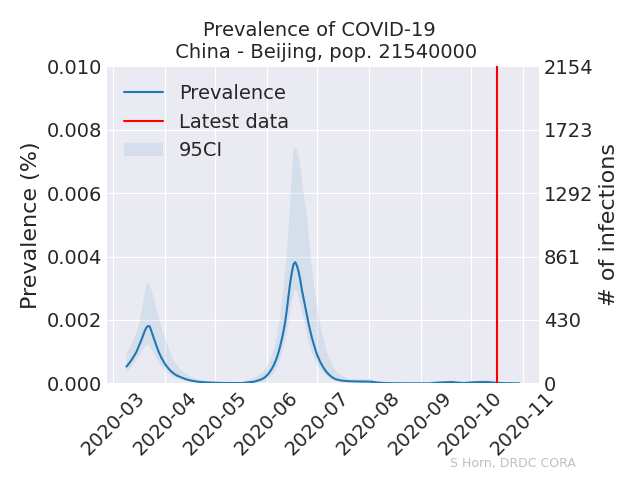 Prevalence of COVID-19
China - Beijing, pop. 21540000
Prevalence
Latest data
95CI
Prevalence (%)
0.010
0.008
0.006
0.004
0.002
0.000
2154
1723
1292
861
430
0
# of infections
2020-03
2020-04
2020-05
2020-06
2020-07
2020-08
2020-09
2020-10
2020-11
S Horn, DRDC CORA